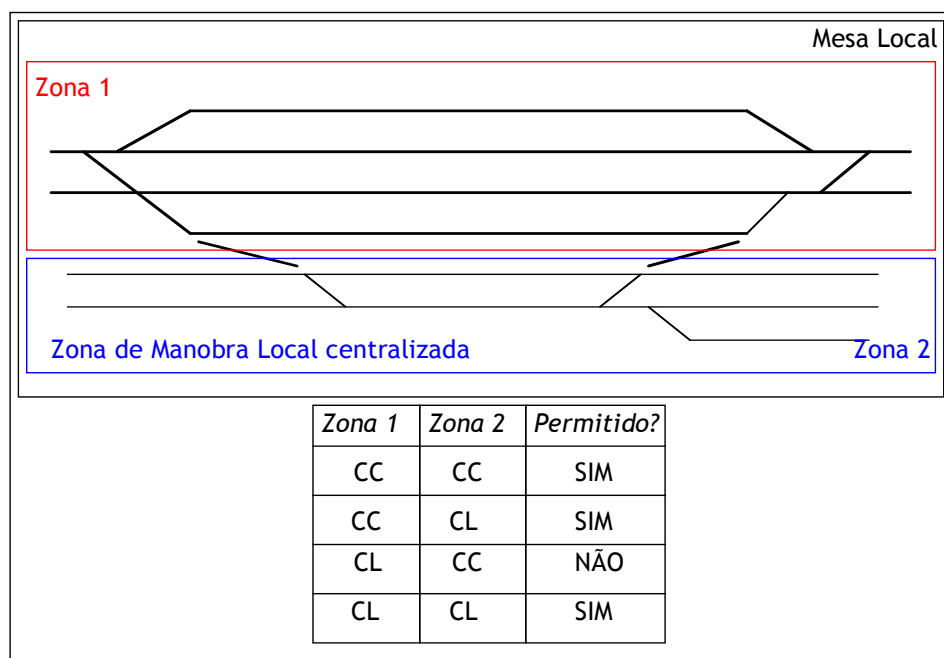 Mesa Local
Zona 1
Zona de Manobra Local centralizada
Zona 2
Zona 1 Zona 2 Permitido?
CC CC SIM
CC CL SIM
CL CC NÃO
CL CL SIM